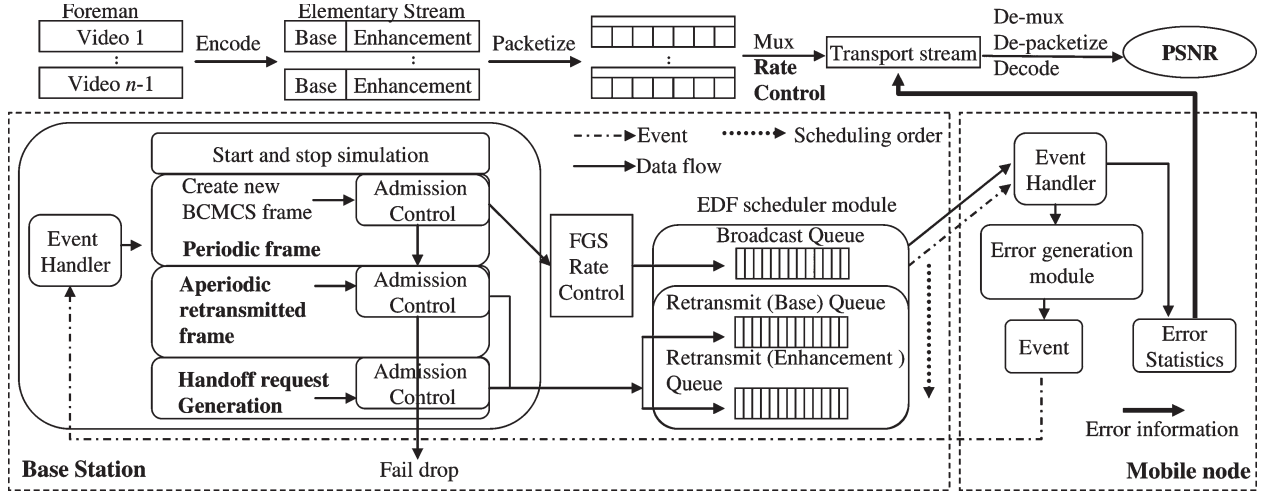 Foreman
Video 1
⋮
Video n-1
Encode
Elementary Stream
Base Enhancement
⋮
Base Enhancement
Packetize
⋮
Mux
Rate
Control
Transport stream
De-mux
De-packetize
Decode
PSNR
Event
Scheduling order
Data flow
Start and stop simulation
Create new
BCMCS frame
Admission
Control
Periodic frame
Event
Handler
Aperiodic
retransmitted
frame
Admission
Control
Handoff request
Generation
Admission
Control
Fail drop
Base Station
FGS
Rate
Control
EDF scheduler module
Broadcast Queue
Retransmit (Base) Queue
Retransmit (Enhancement )
Queue
Event
Handler
Error generation
module
Event
Error
Statistics
Error information
Mobile node